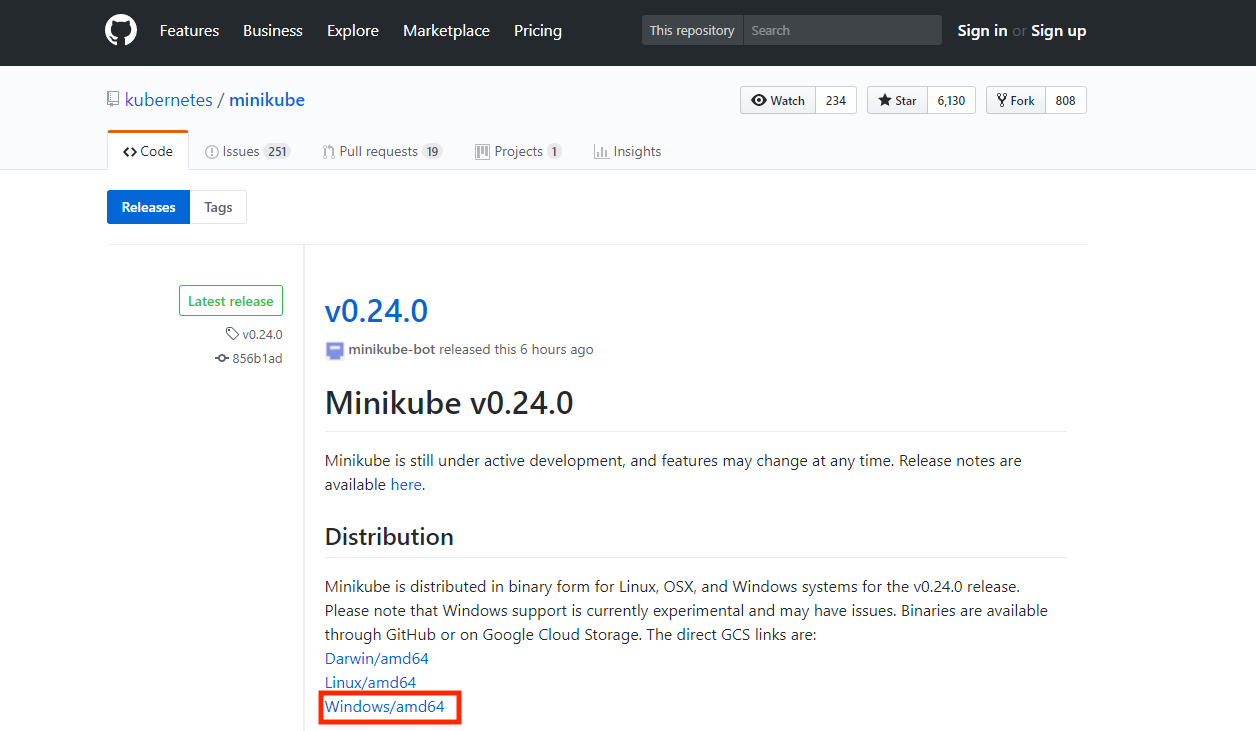 Features Business Explore Marketplace Pricing This repository Search Sign in or Sign up
kubernetes / minikube Watch 234 Star 6,130 Fork 808
Code Issues 251 Pull requests 19 Projects 1 Insights
Releases Tags
Latest release
v0.24.0
856b1ad
v0.24.0
minikube-bot released this 6 hours ago
Minikube v0.24.0
Minikube is still under active development, and features may change at any time. Release notes are
available here.
Distribution
Minikube is distributed in binary form for Linux, OSX, and Windows systems for the v0.24.0 release.
Please note that Windows support is currently experimental and may have issues. Binaries are available
through GitHub or on Google Cloud Storage. The direct GCS links are:
Darwin/amd64
Linux/amd64
Windows/amd64